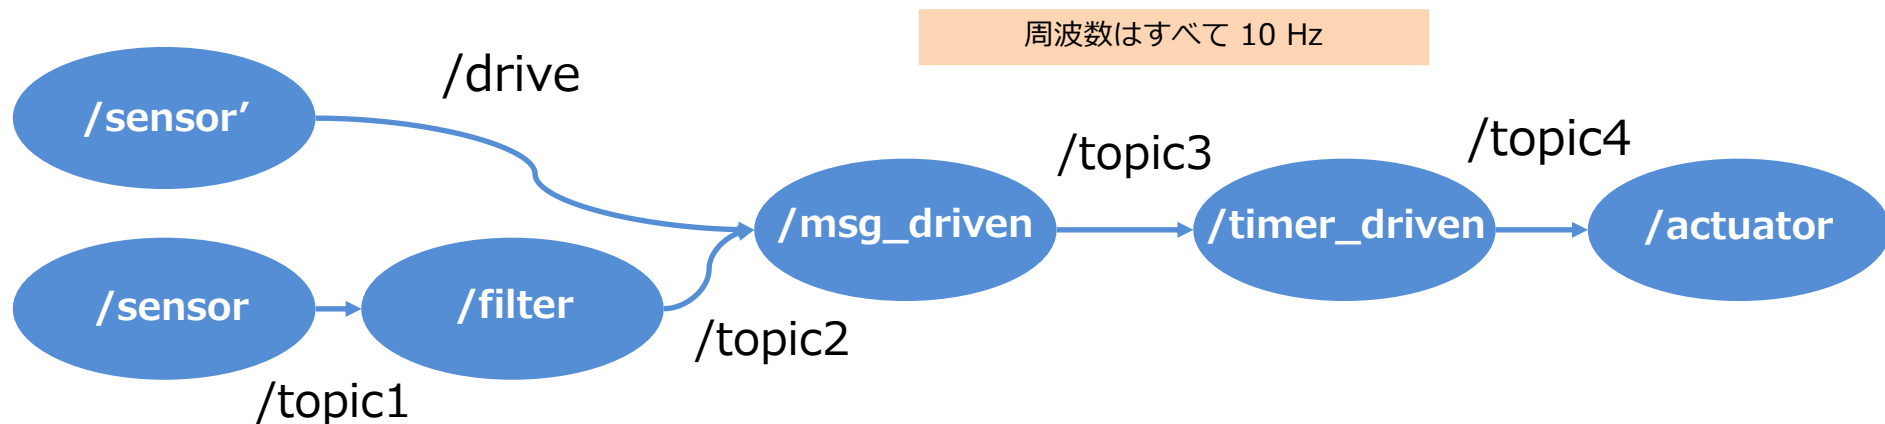 周波数はすべて 10 Hz
/drive
/sensor’
/topic3
/topic4
/msg_driven
/timer_driven
/actuator
/sensor
/filter
/topic2
/topic1